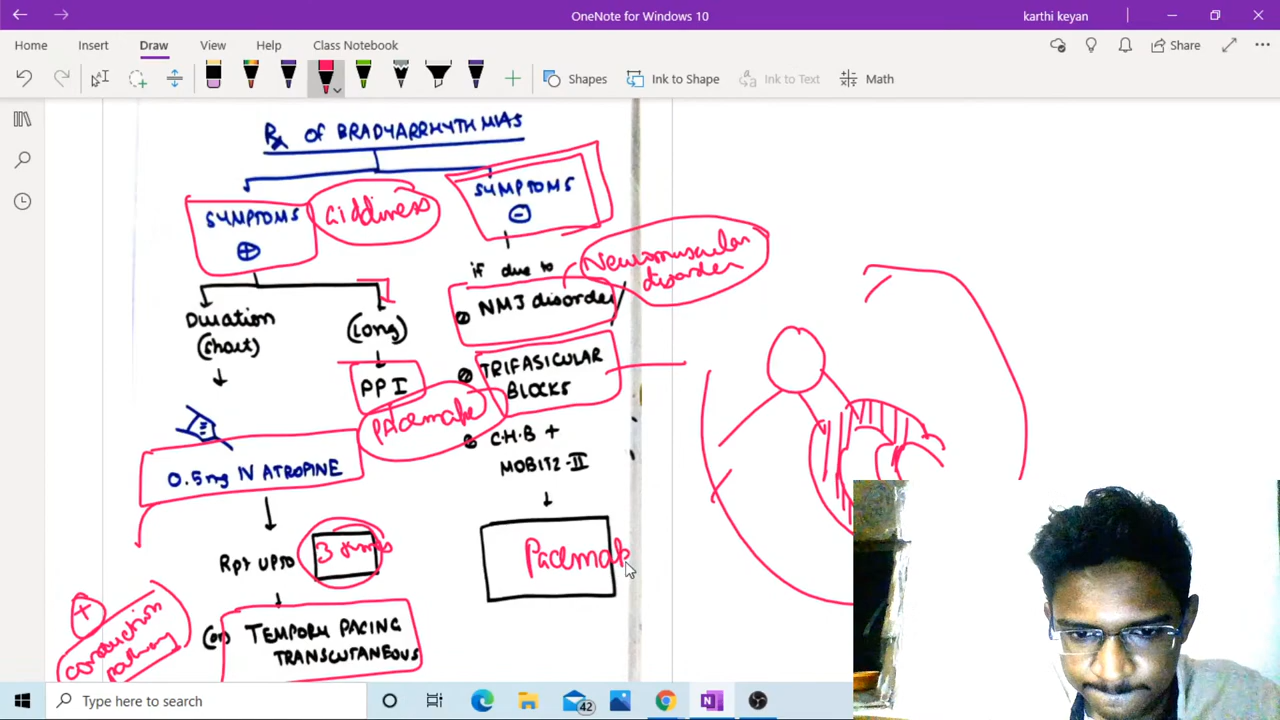 OneNote for Windows 10
karthi keyan
Home
Insert
Draw
View
Help
Class Notebook
Share
Shapes
Ink to Shape
Ink to Text
Math
Rx of BRADYARRHYTHMIAS
SYMPTOMS
+
Giddiness
Duration
(short)
(Long)
PPI
Pacemake
0.5mg IV ATROPINE
Rpt upto
3 times
(or) TEMPORY PACING
TRANSCUTANEOUS
+
conduction
pathway
SYMPTOMS
-
if due to
Neuromuscular
disorder
NMJ disorder
TRIFASICULAR
BLOCKS
C.H.B +
MOBITZ-II
Pacemak
Type here to search
42